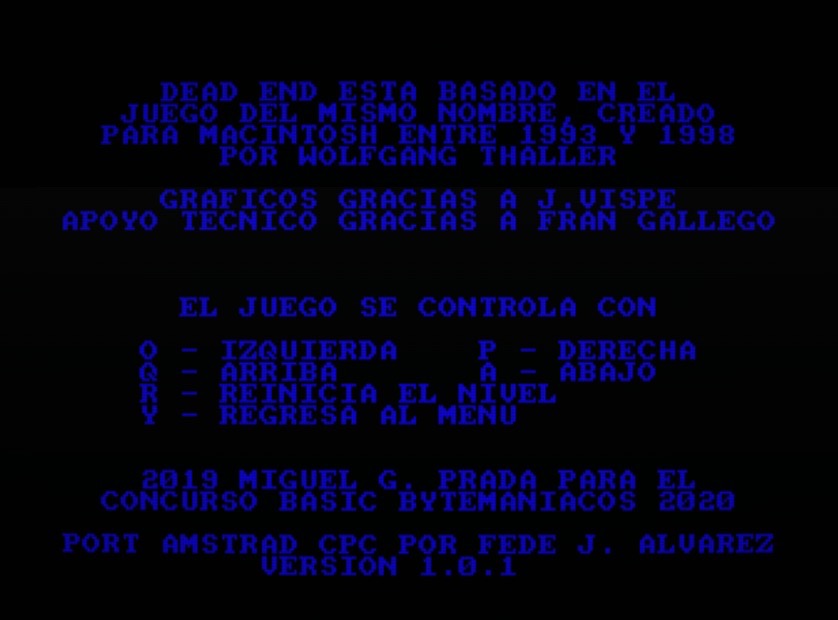 DEAD END ESTA BASADO EN EL
JUEGO DEL MISMO NOMBRE, CREADO
PARA MACINTOSH ENTRE 1993 Y 1998
POR WOLFGANG THALLER
GRAFICOS GRACIAS A J.VISPE
APOYO TECNICO GRACIAS A FRAN GALLEGO
EL JUEGO SE CONTROLA CON
O - IZQUIERDA P - DERECHA
Q - ARRIBA A - ABAJO
R - REINICIA EL NIVEL
Y - REGRESA AL MENU
2019 MIGUEL G. PRADA PARA EL
CONCURSO BASIC BYTEMANIACOS 2020
PORT AMSTRAD CPC POR FEDE J. ALVAREZ
VERSION 1.0.1